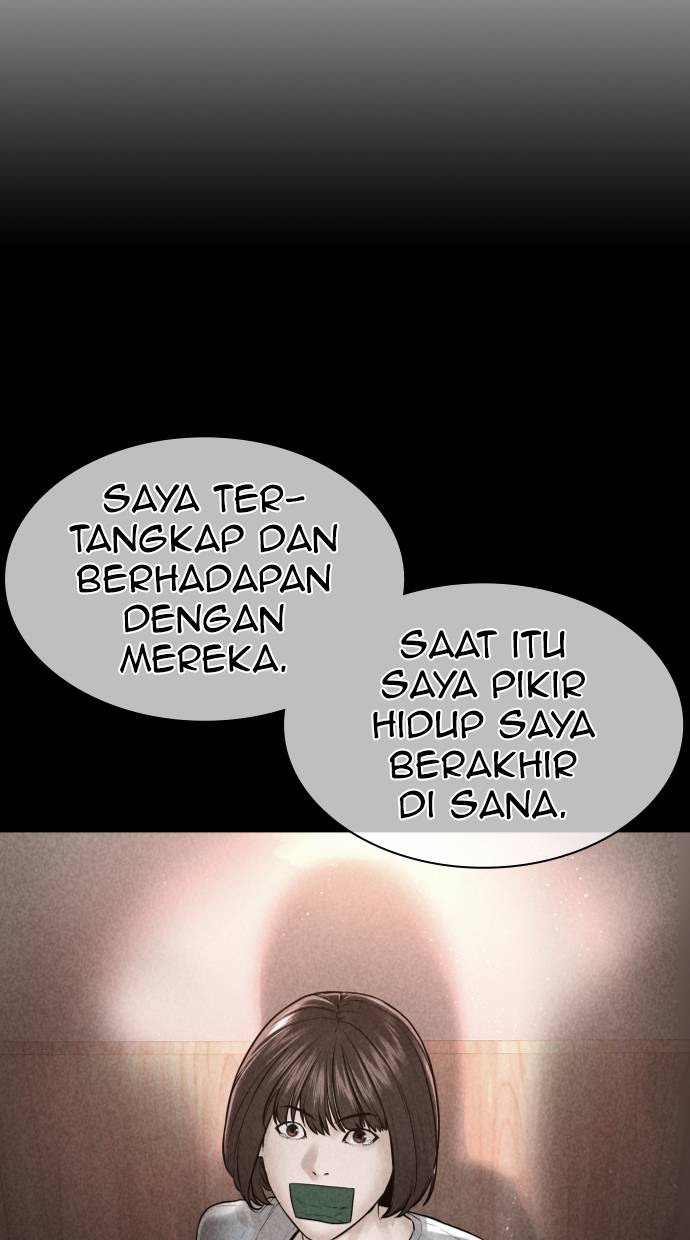 SAYA TER-
TANGKAP DAN
BERHADAPAN
DENGAN
MEREKA.
SAAT ITU
SAYA PIKIR
HIDUP SAYA
BERAKHIR
DI SANA.